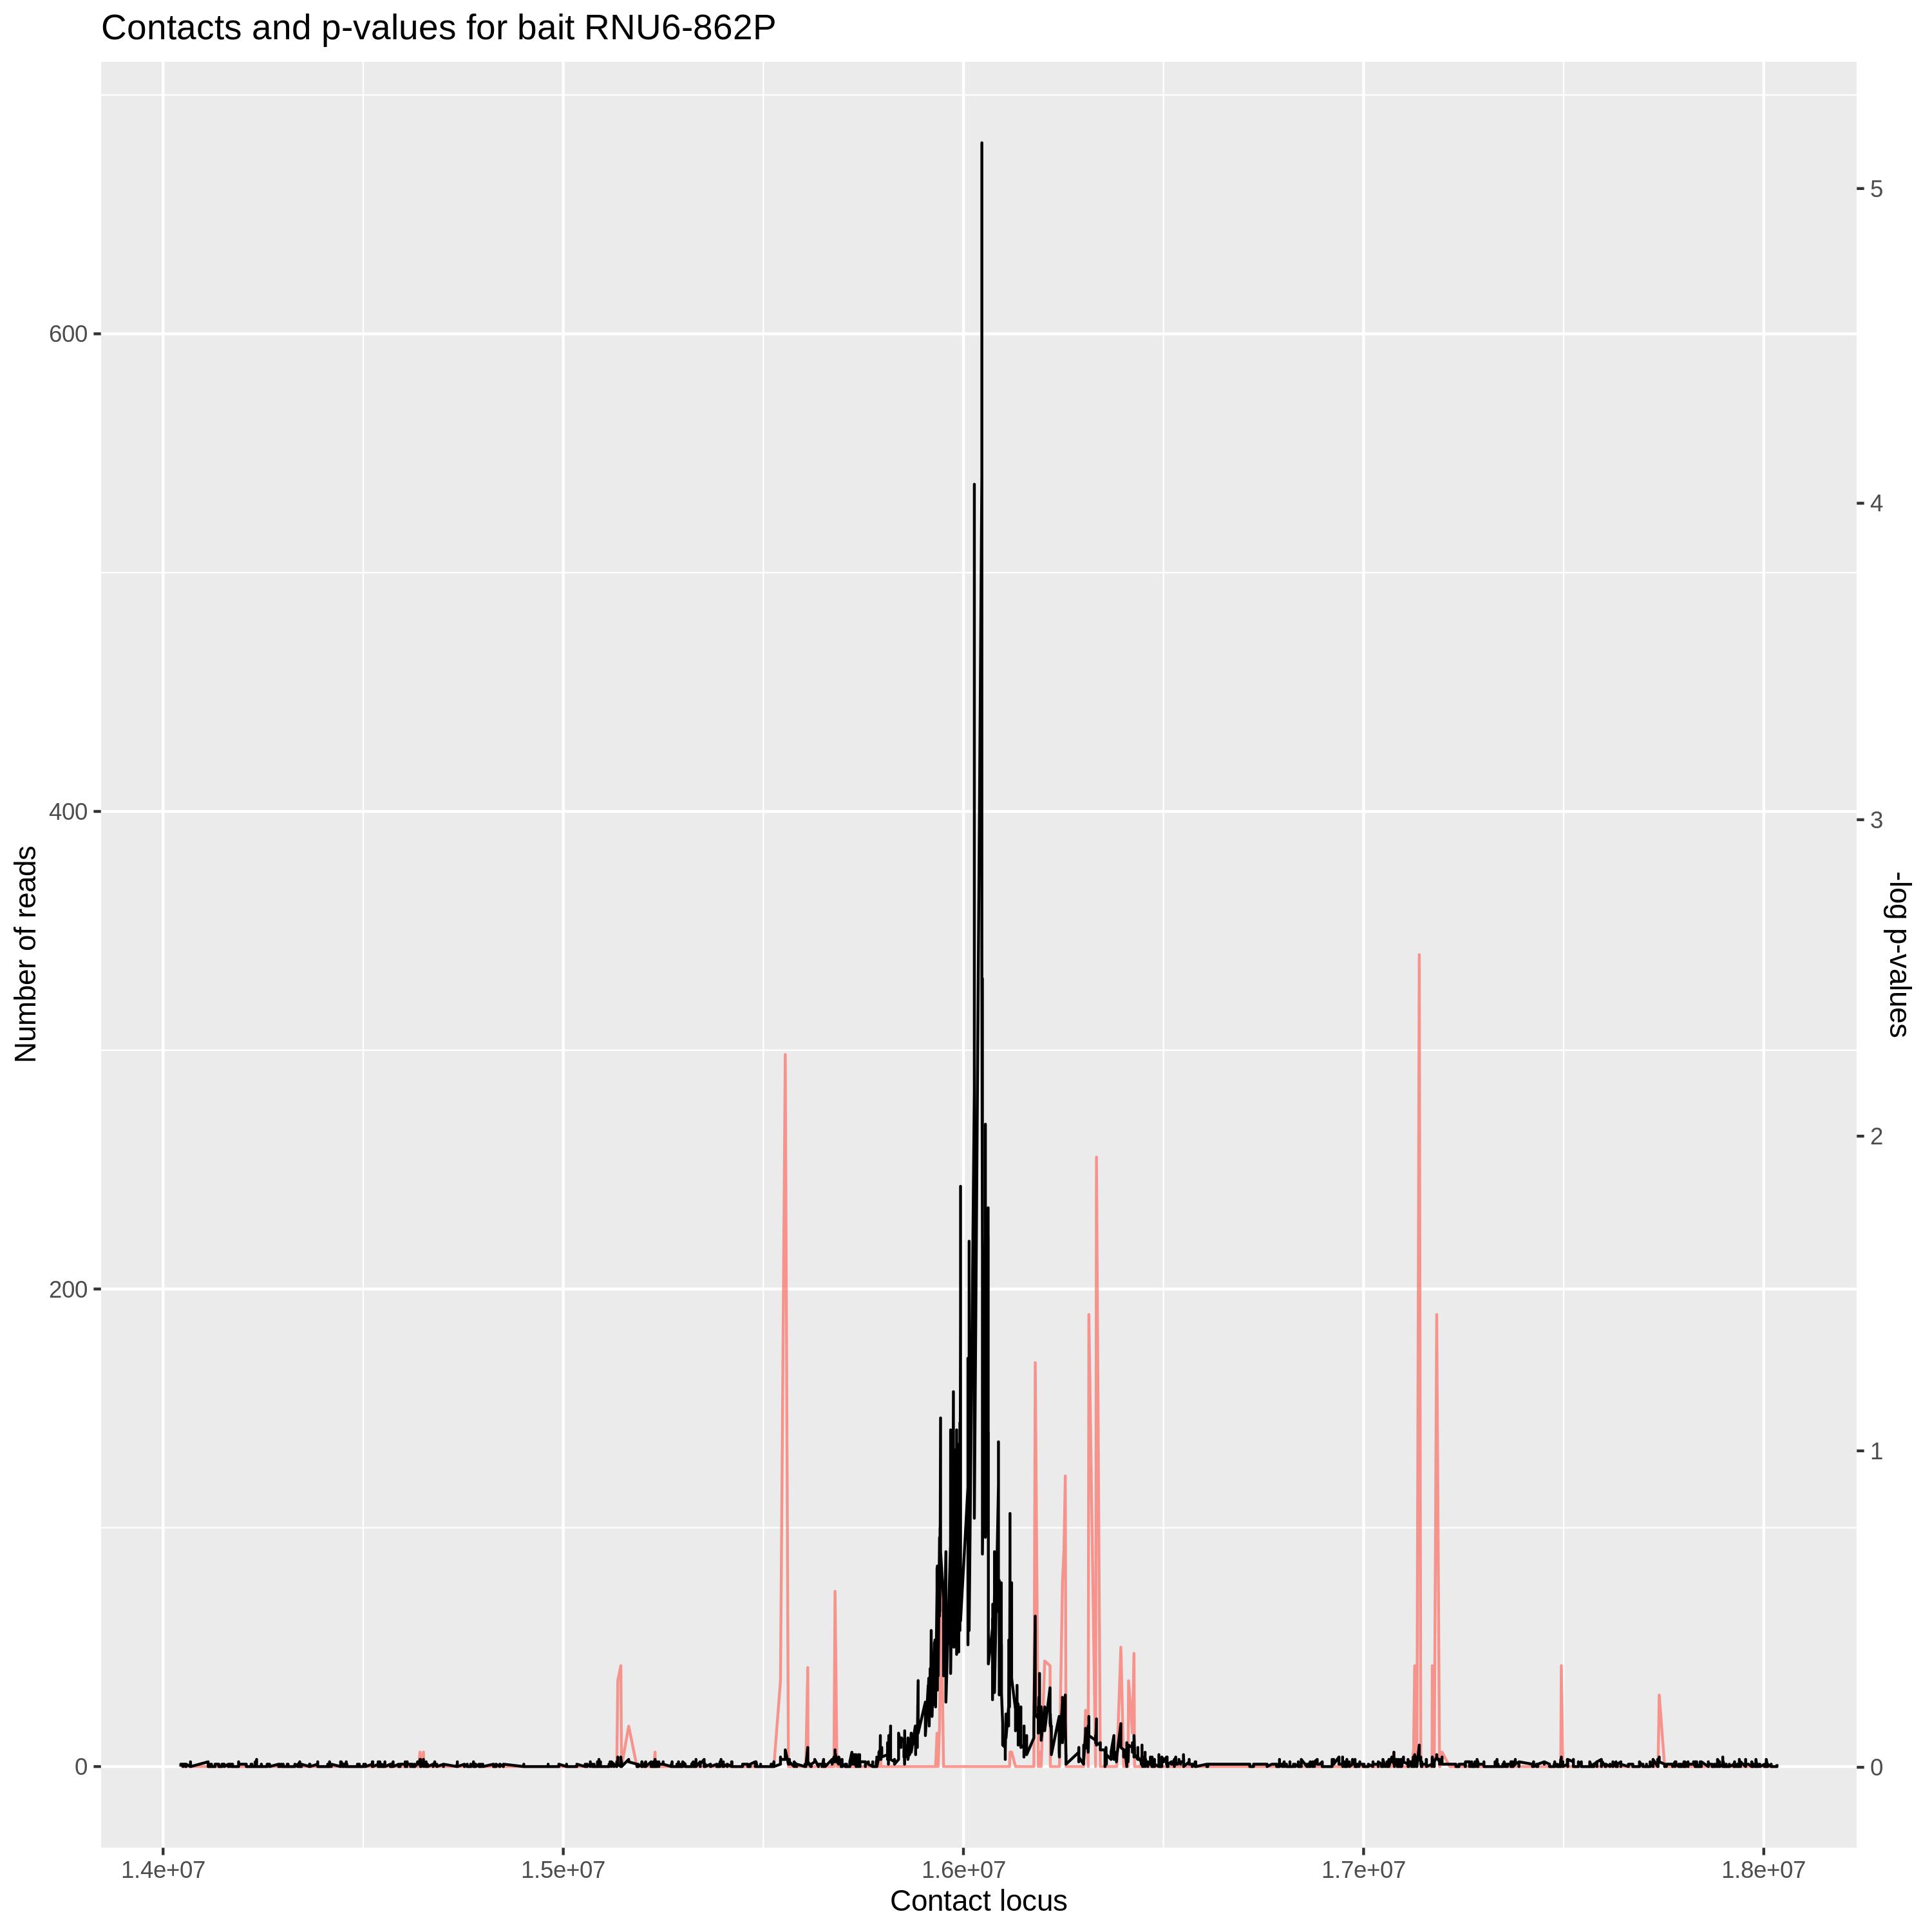 Contacts and p-values for bait RNU6-862P
Number of reads
600
400
200
0
5
4
3
2
1
0
-log p-values
1.4e+07
1.5e+07
1.6e+07
1.7e+07
1.8e+07
Contact locus